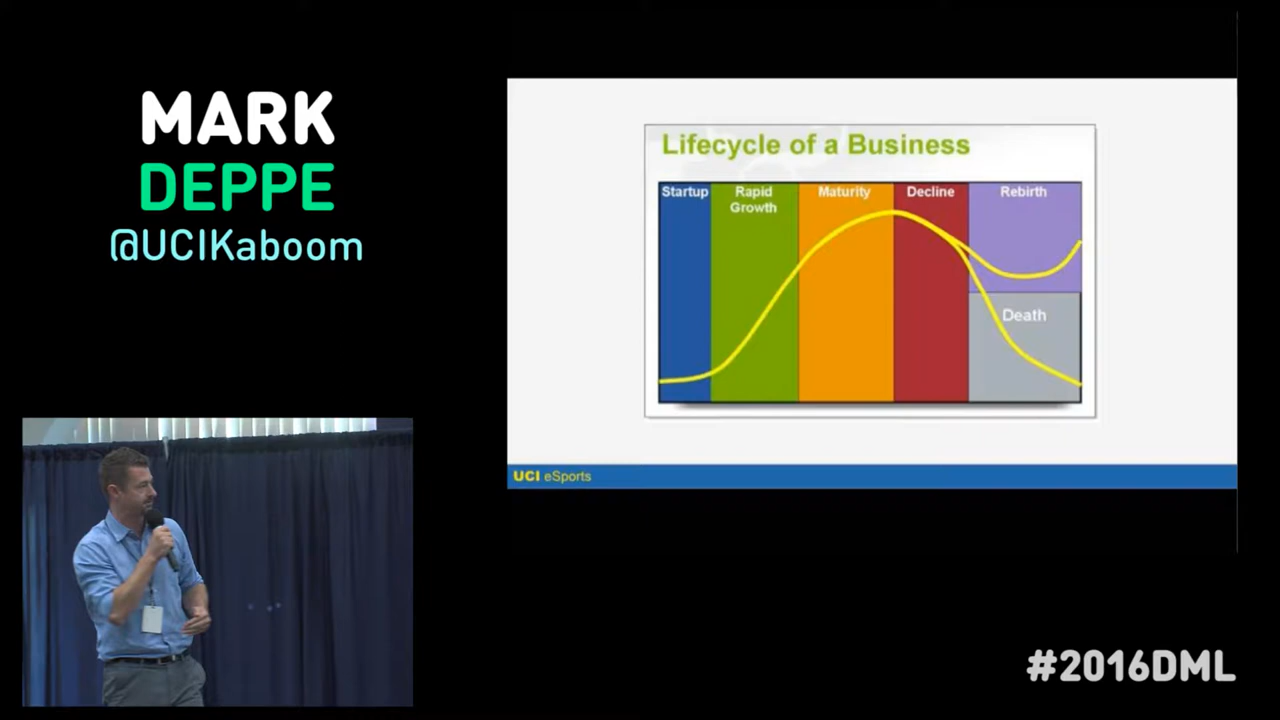 MARK
DEPPE
@UCIKaboom
Lifecycle of a Business
Startup
Rapid
Growth
Maturity
Decline
Rebirth
Death
UCI eSports
#2016DML